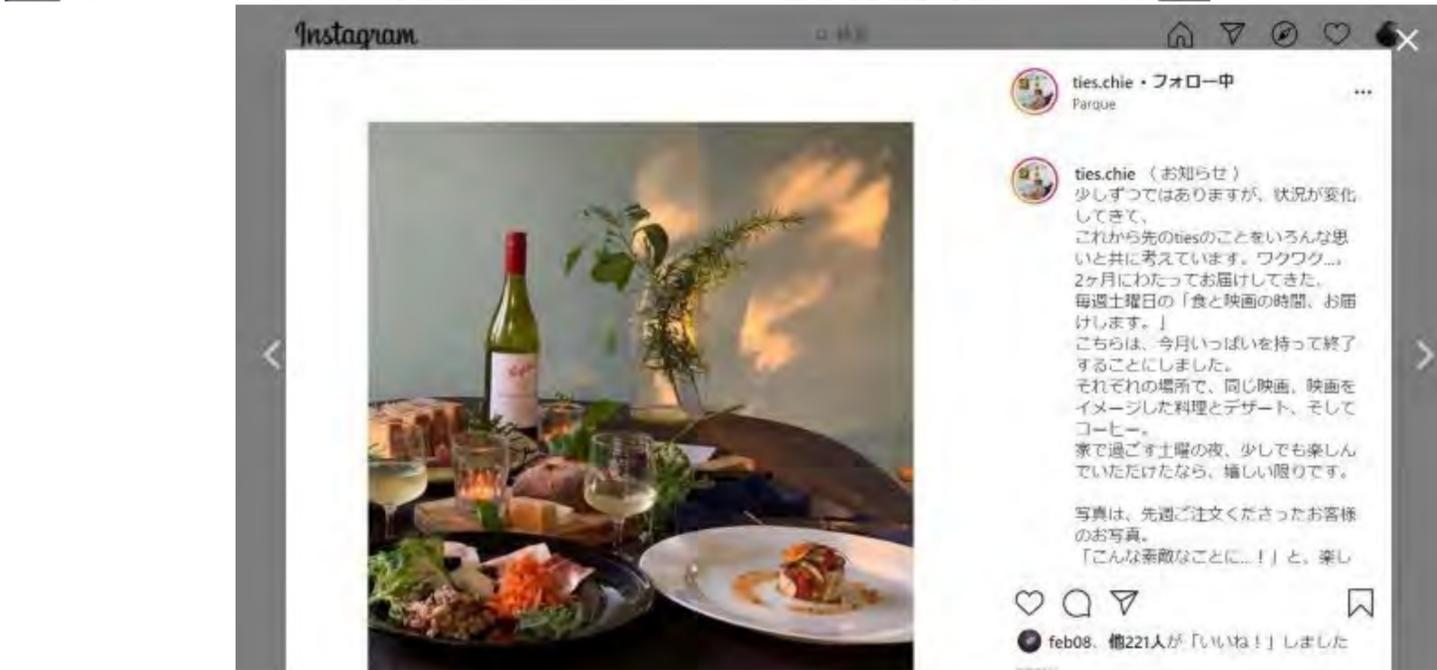 Instagram
ties.chie・フォロー中
Parque
ties.chie （お知らせ）
少しずつではありますが、状況が変化
してきて、
これから先のtiesのことをいろんな思
いと共に考えています。ワクワク...。
2ヶ月にわたってお届けしてきた、
毎週土曜日の「食と映画の時間、お届
けします。」
こちらは、今月いっぱいを持って終了
することにしました。
それぞれの場所で、同じ映画、映画を
イメージした料理とデザート、そして
コーヒー。
家で過ごす土曜の夜、少しでも楽しん
でいただけたなら、嬉しい限りです。
写真は、先週ご注文くださったお客様
のお写真。
「こんな素敵なことに...！」と、楽し
feb08、他221人が「いいね！」しました